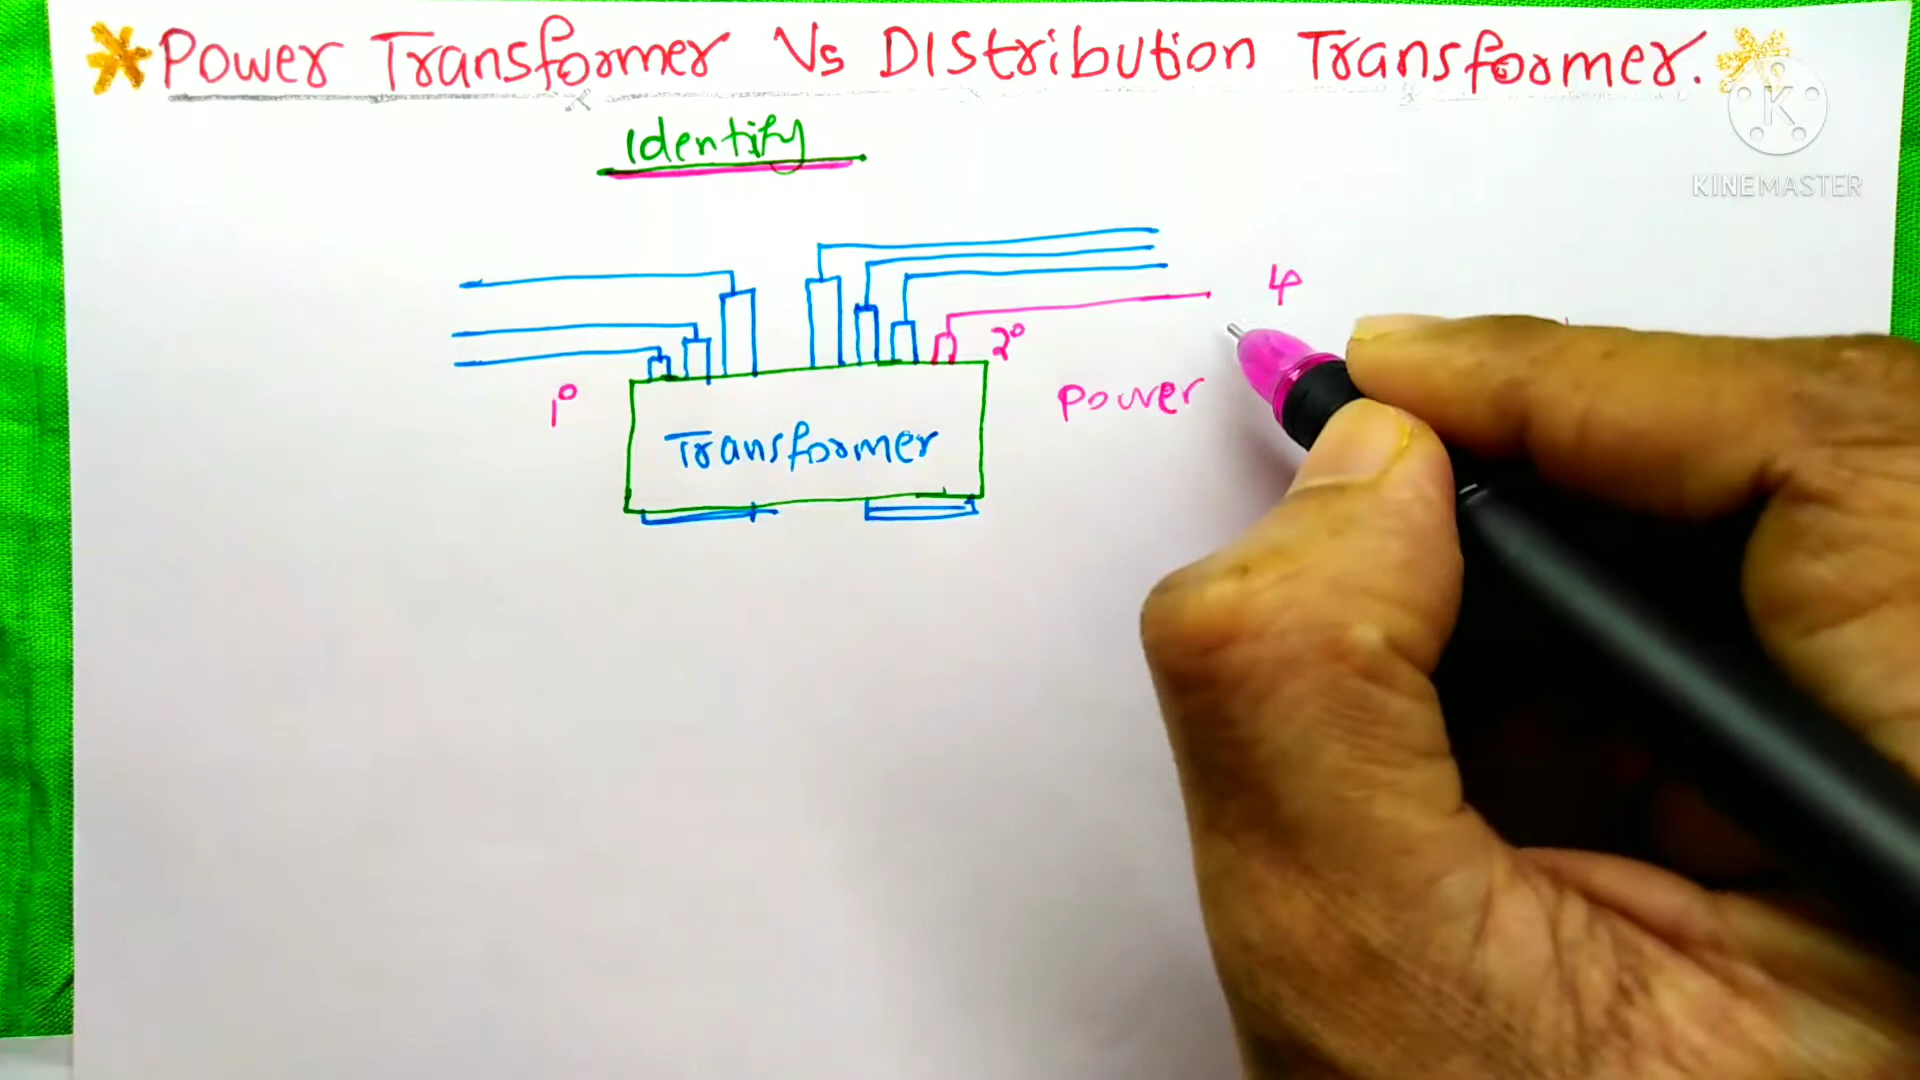 Power Transformer Vs Distribution Transformer.
Identify
KINEMASTER
4
2°
1°
Power
Transformer